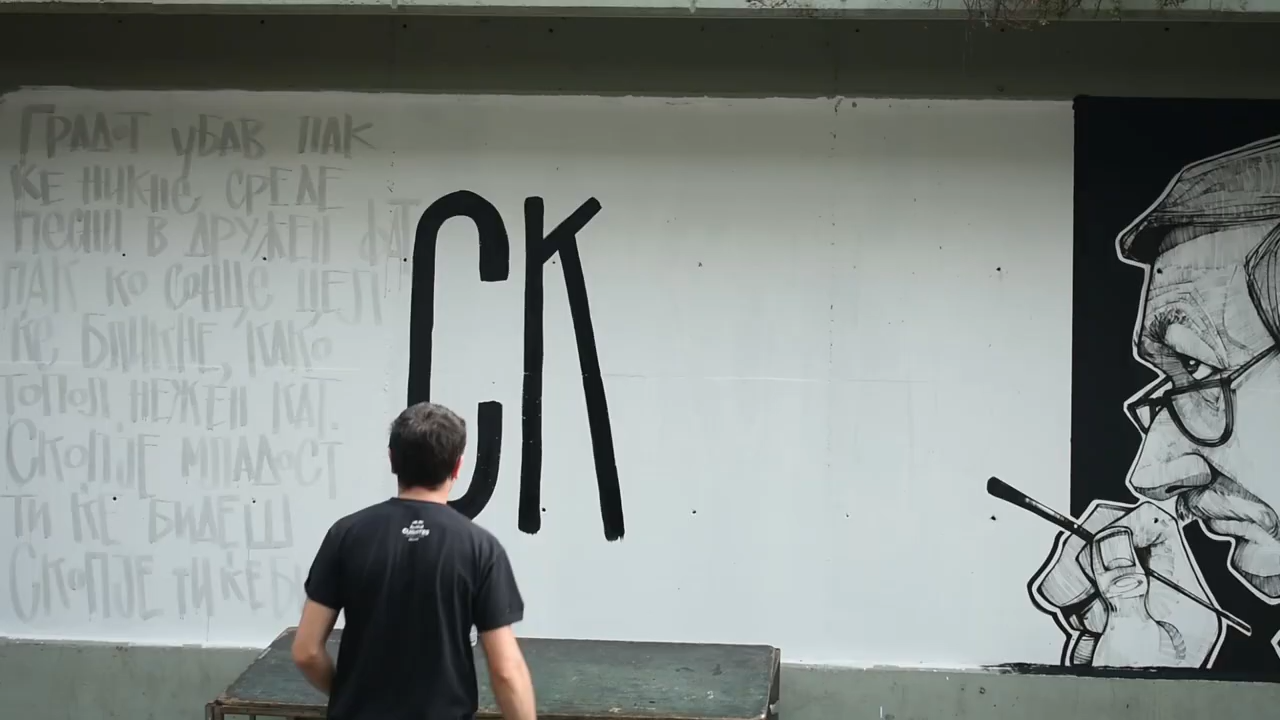 ГРАДОТ УБАВ ПАК
ЌЕ НИКНЕ СРЕДЕ
ПЕСНИ В ДРУЖЕН
ПАК КО СОНЦЕ ЦЕЛ
ЌЕ БЛИКНЕ, КАКО
ТОПОЛ НЕЖЕН КАТ.
СКОПЈЕ МЛАДОСТ
ТИ ЌЕ БИДЕШ
СКОПЈЕ ТИ ЌЕ
СК